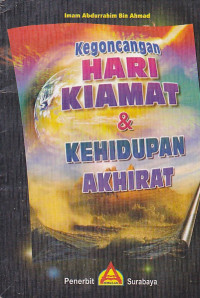 Imam Abdurrahim Bin Ahmad
Kegoncangan
HARI
KIAMAT
&
KEHIDUPAN
AKHIRAT
Penerbit Surabaya